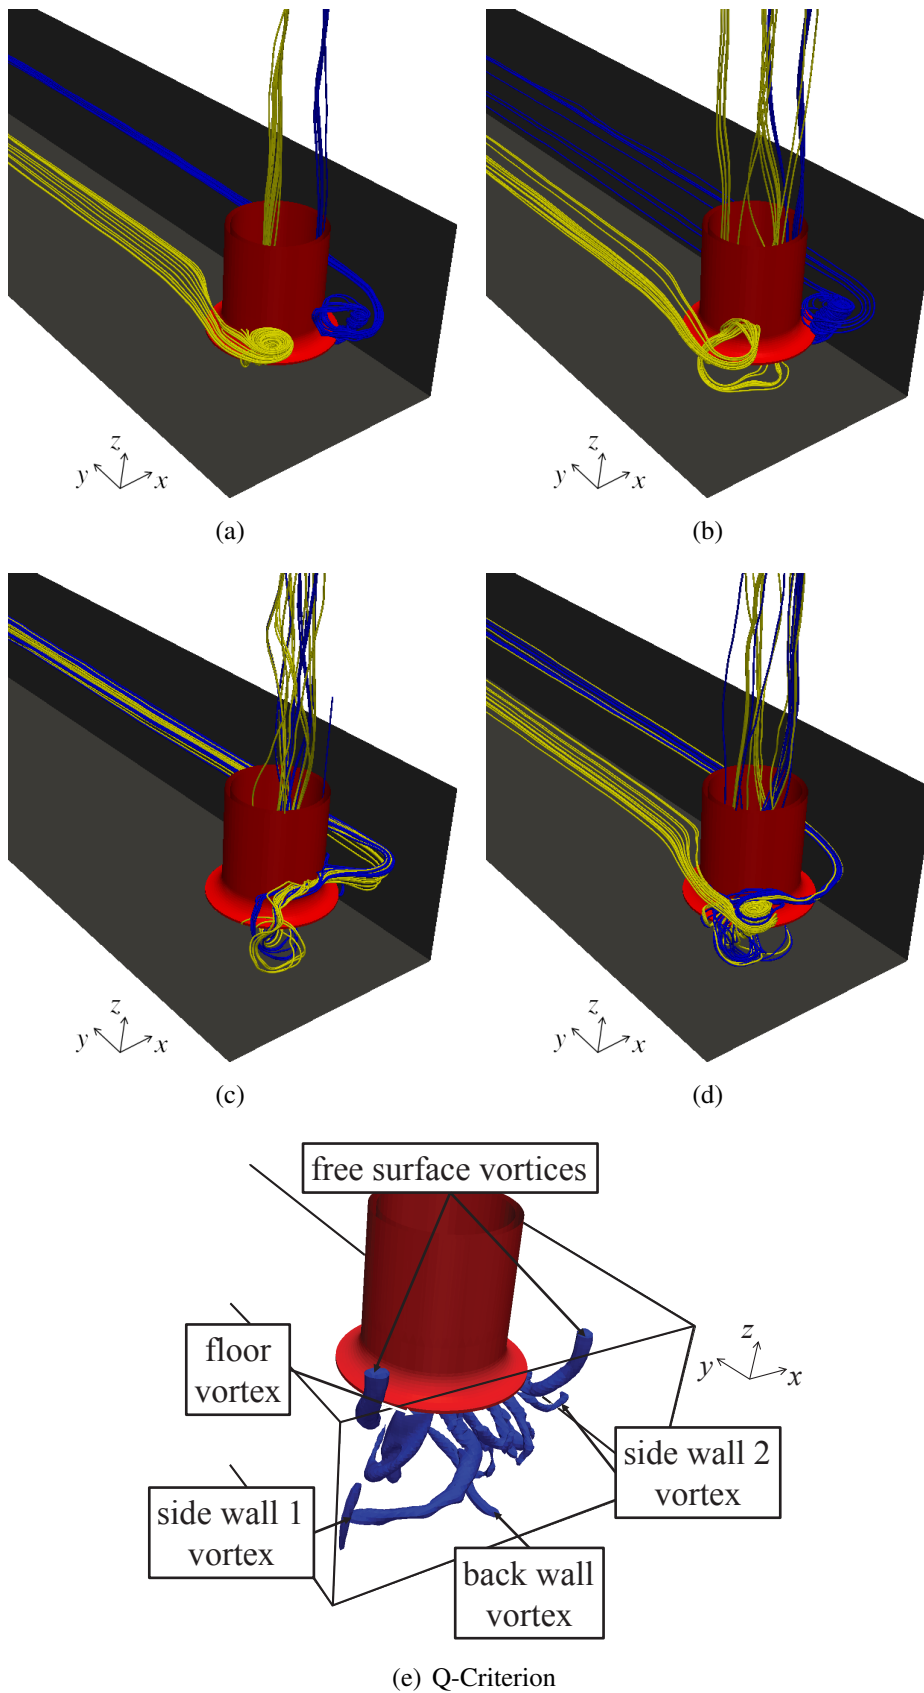 z
y
x
(a)
z
y
x
(b)
z
y
x
(c)
z
y
x
(d)
free surface vortices
z
y
x
floor
vortex
side wall 2
vortex
side wall 1
vortex
back wall
vortex
(e) Q-Criterion